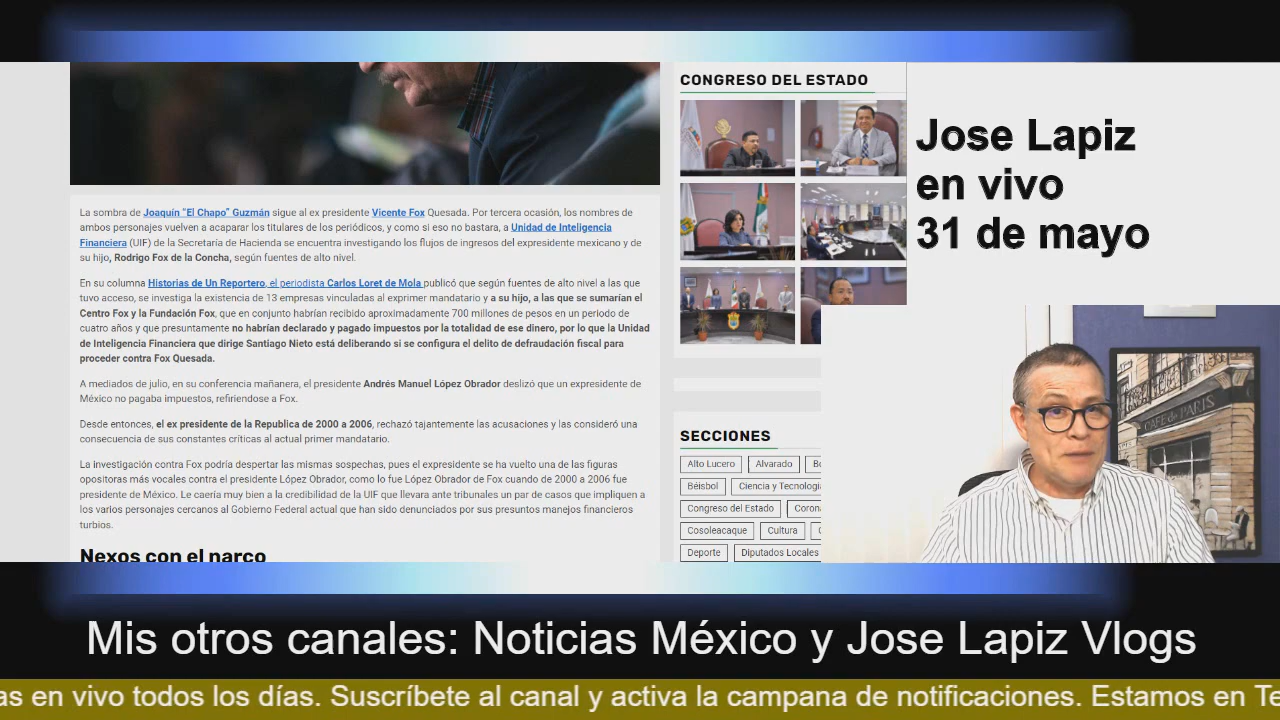 La sombra de Joaquín "El Chapo" Guzmán sigue al ex presidente Vicente Fox Quesada. Por tercera ocasión, los nombres de
ambos personajes vuelven a acaparar los titulares de los periódicos, y como si eso no bastara, a Unidad de Inteligencia
Financiera (UIF) de la Secretaría de Hacienda se encuentra investigando los flujos de ingresos del expresidente mexicano y de
su hijo, Rodrigo Fox de la Concha, según fuentes de alto nivel.
En su columna Historias de Un Reportero, el periodista Carlos Loret de Mola publicó que según fuentes de alto nivel a las que
tuvo acceso, se investiga la existencia de 13 empresas vinculadas al exprimer mandatario y a su hijo, a las que se sumarían el
Centro Fox y la Fundación Fox, que en conjunto habrían recibido aproximadamente 700 millones de pesos en un periodo de
cuatro años y que presuntamente no habrían declarado y pagado impuestos por la totalidad de ese dinero, por lo que la Unidad
de Inteligencia Financiera que dirige Santiago Nieto está deliberando si se configura el delito de defraudación fiscal para
proceder contra Fox Quesada.
A mediados de julio, en su conferencia mañanera, el presidente Andrés Manuel López Obrador deslizó que un expresidente de
México no pagaba impuestos, refiriendose a Fox.
Desde entonces, el ex presidente de la Republica de 2000 a 2006, rechazó tajantemente las acusaciones y las consideró una
consecuencia de sus constantes críticas al actual primer mandatario.
La investigación contra Fox podría despertar las mismas sospechas, pues el expresidente se ha vuelto una de las figuras
opositoras más vocales contra el presidente López Obrador, como lo fue López Obrador de Fox cuando de 2000 a 2006 fue
presidente de México. Le caería muy bien a la credibilidad de la UIF que llevara ante tribunales un par de casos que impliquen a
los varios personajes cercanos al Gobierno Federal actual que han sido denunciados por sus presuntos manejos financieros
turbios.
Nexos con el narco
CONGRESO DEL ESTADO
SECCIONES
Alto Lucero Alvarado
Béisbol Ciencia y Tecnología
Congreso del Estado
Cosoleacaque Cultura
Deporte Diputados Locales
Jose Lapiz
en vivo
31 de mayo
CAFE de PARIS
Mis otros canales: Noticias México y Jose Lapiz Vlogs
en vivo todos los días. Suscríbete al canal y activa la campana de notificaciones. Estamos en